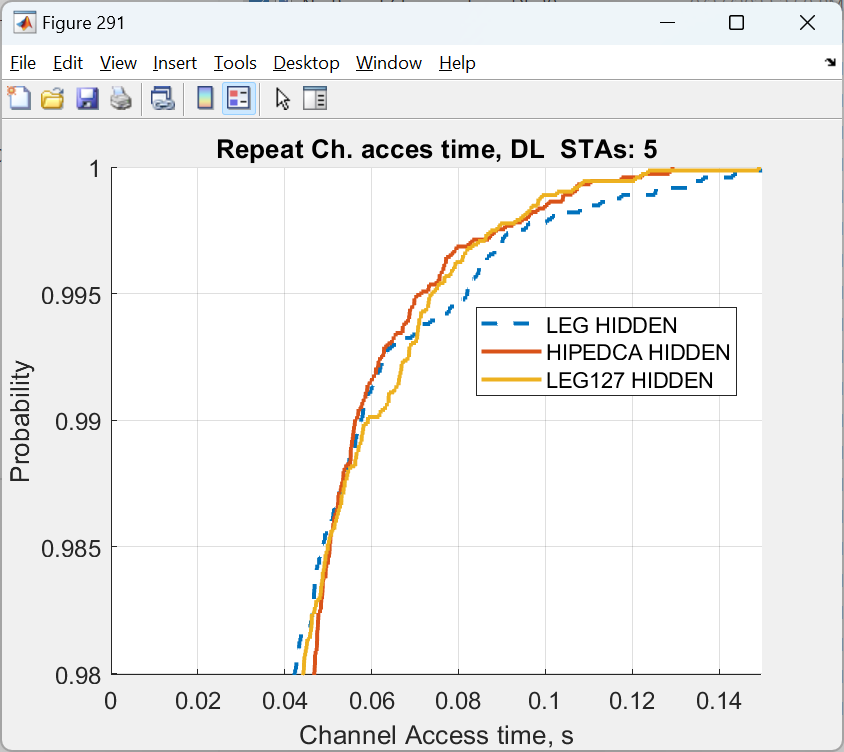 Figure 291
File Edit View Insert Tools Desktop Window Help
Repeat Ch. acces time, DL STAs: 5
1
0.995
0.99
0.985
0.98
Probability
LEG HIDDEN
HIPEDCA HIDDEN
LEG127 HIDDEN
0 0.02 0.04 0.06 0.08 0.1 0.12 0.14
Channel Access time, s